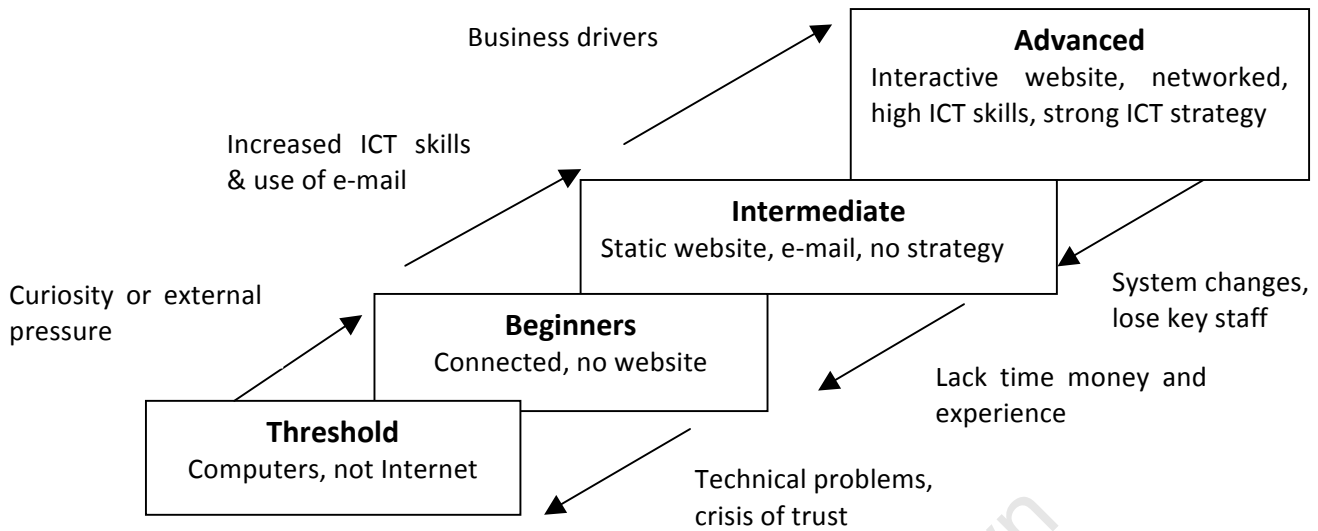 Business drivers
Advanced
Interactive website, networked,
high ICT skills, strong ICT strategy
Increased ICT skills
& use of e-mail
Intermediate
Static website, e-mail, no strategy
Curiosity or external
pressure
System changes,
lose key staff
Beginners
Connected, no website
Lack time money and
experience
Threshold
Computers, not Internet
Technical problems,
crisis of trust
wn